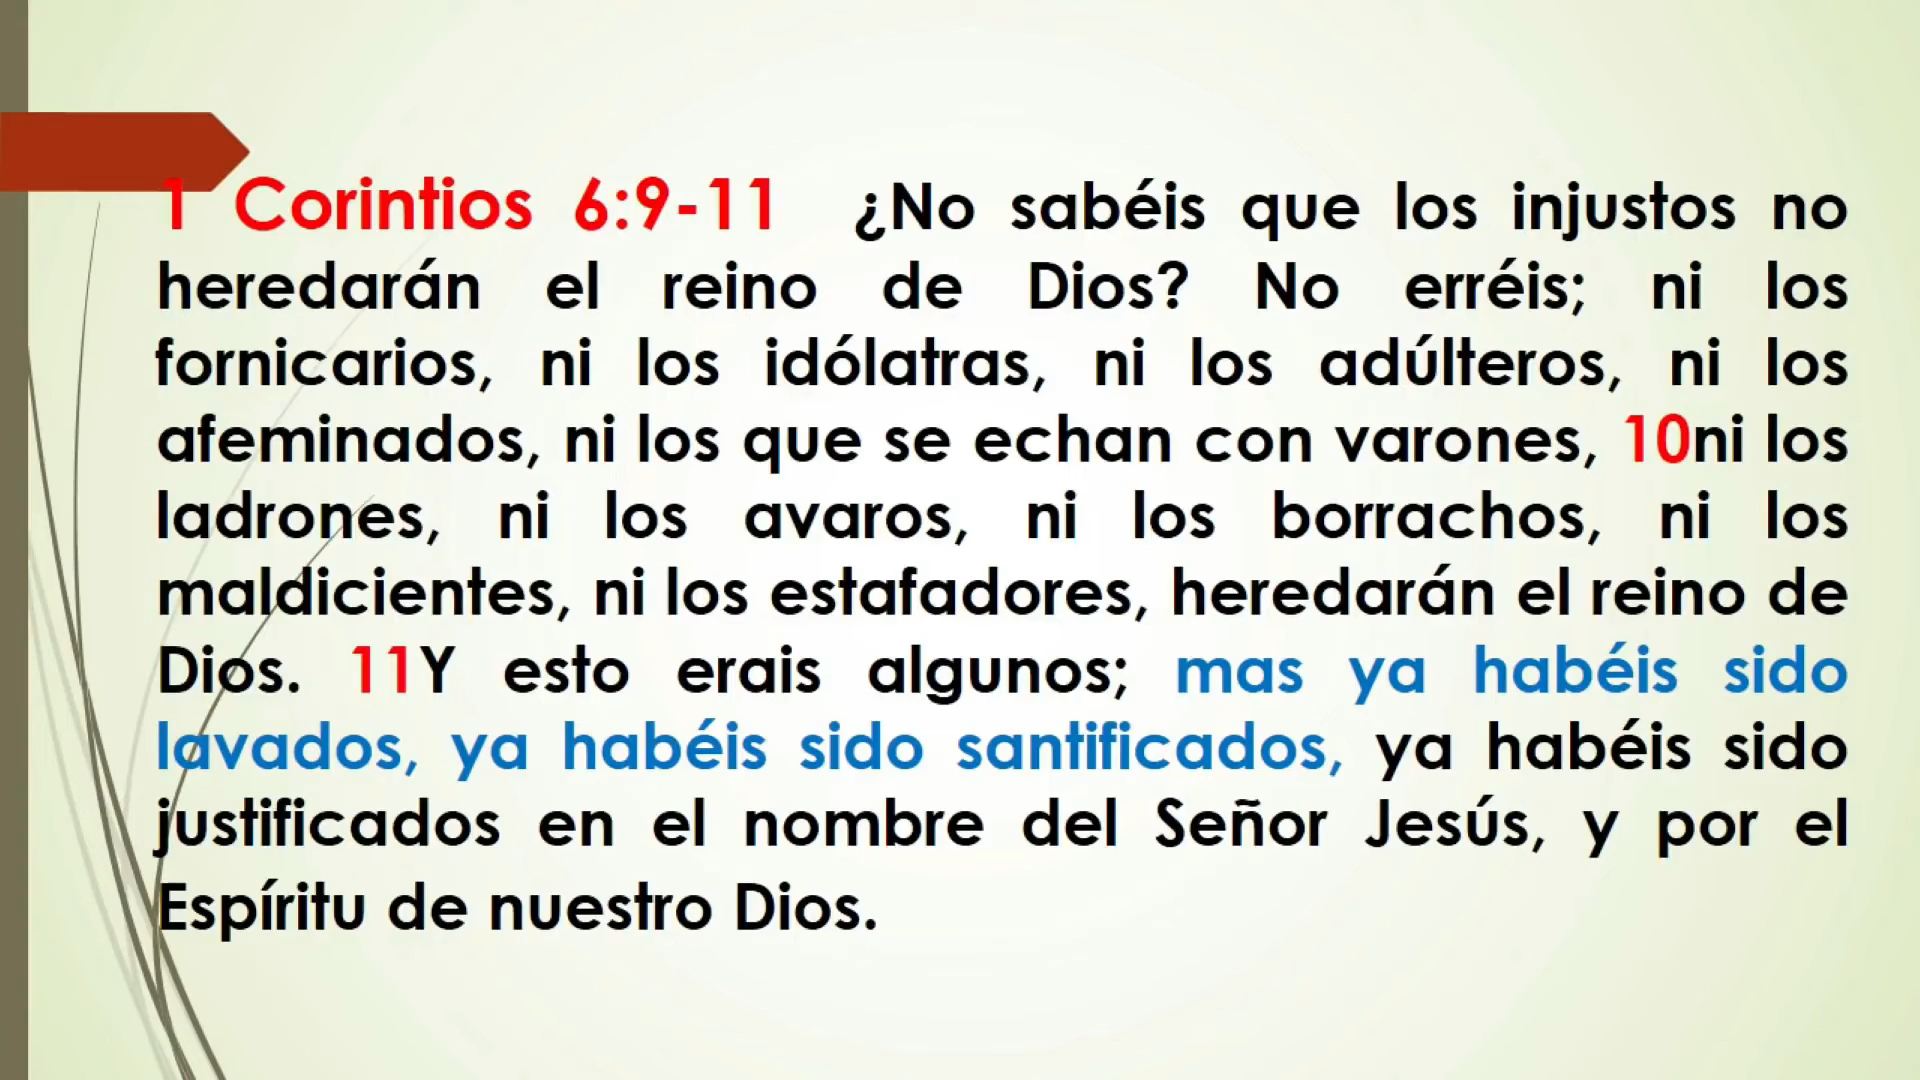 1 Corintios 6:9-11 ¿No sabéis que los injustos no
heredarán el reino de Dios? No erréis; ni los
fornicarios, ni los idólatras, ni los adúlteros, ni los
afeminados, ni los que se echan con varones, 10ni los
ladrones, ni los avaros, ni los borrachos, ni los
maldicientes, ni los estafadores, heredarán el reino de
Dios. 11Y esto erais algunos; mas ya habéis sido
lavados, ya habéis sido santificados, ya habéis sido
justificados en el nombre del Señor Jesús, y por el
Espíritu de nuestro Dios.